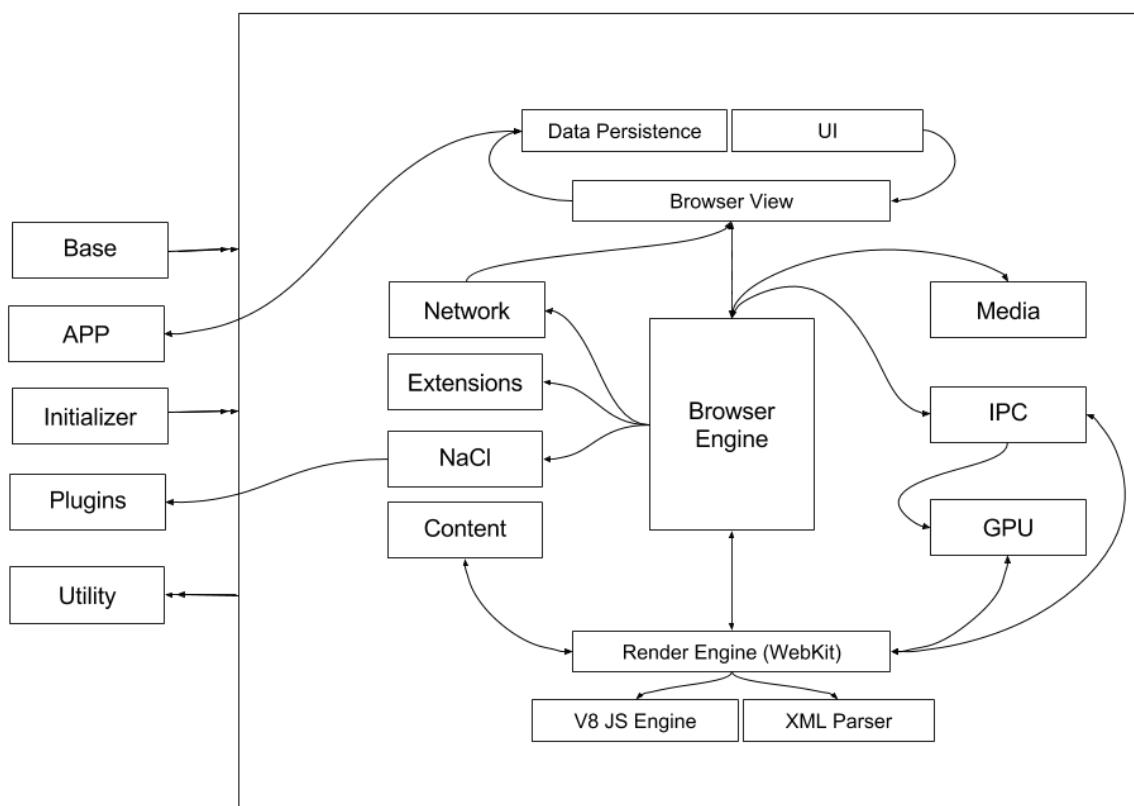 Data Persistence
UI
Browser View
Base
Network
Media
APP
Extensions
Browser
Engine
IPC
Initializer
NaCl
Plugins
Content
GPU
Utility
Render Engine (WebKit)
V8 JS Engine
XML Parser